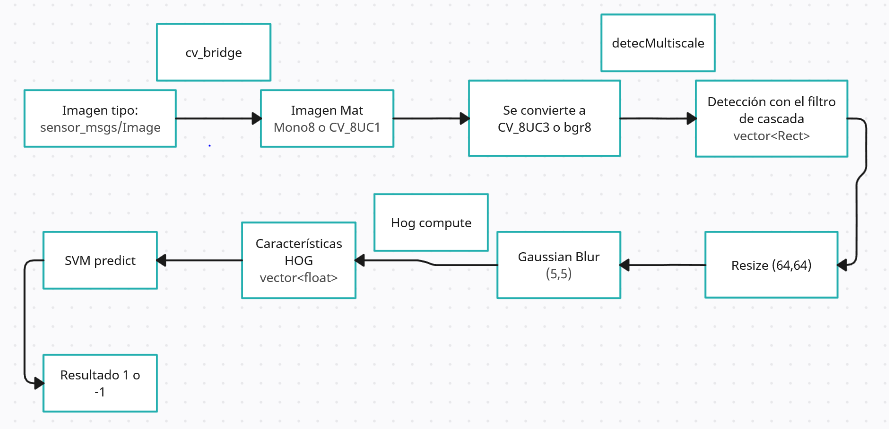 cv_bridge
detecMultiscale
Imagen tipo:
sensor_msgs/Image
Imagen Mat
Mono8 o CV_8UC1
Se convierte a
CV_8UC3 o bgr8
Detección con el filtro
de cascada
vector<Rect>
Resize (64,64)
Gaussian Blur
(5,5)
Hog compute
Características
HOG
vector<float>
SVM predict
Resultado 1 o
-1